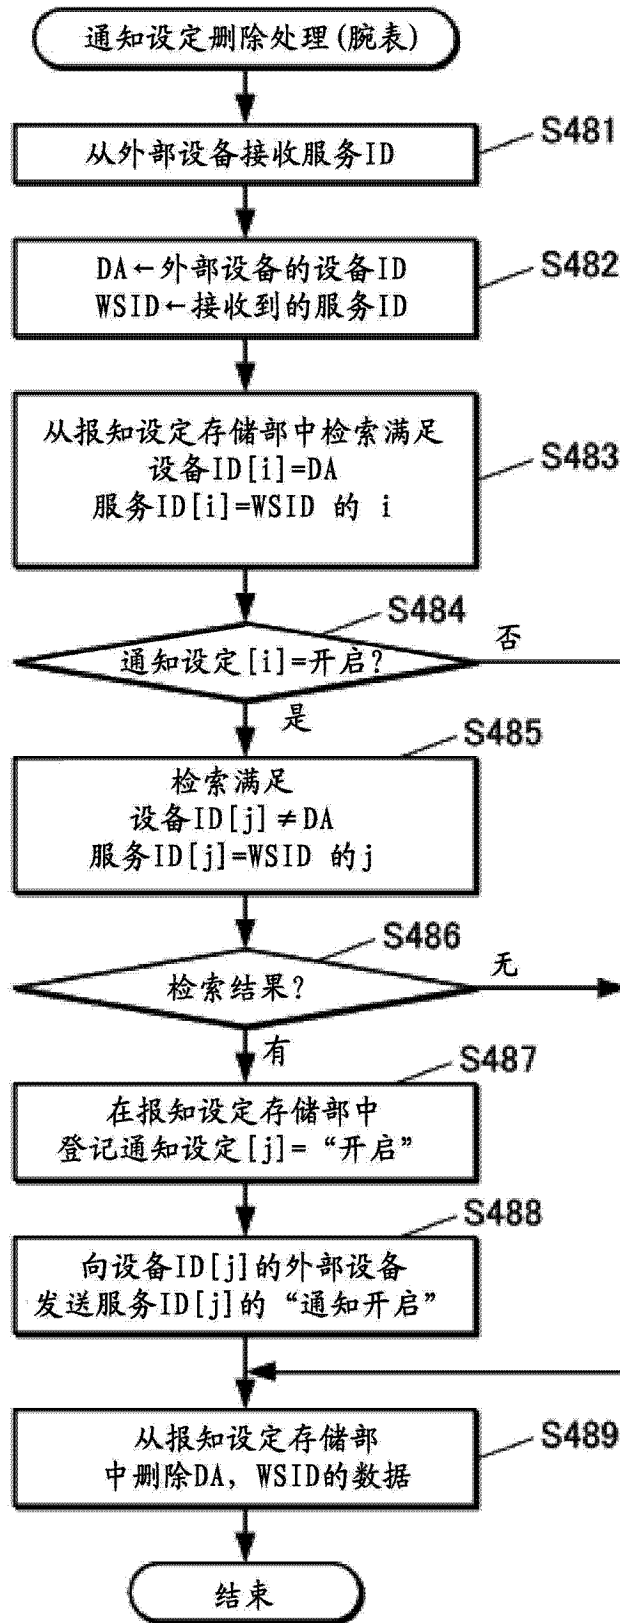 通知设定删除处理(腕表)
从外部设备接收服务ID
S481
DA←外部设备的设备ID
WSID←接收到的服务ID
S482
从报知设定存储部中检索满足
设备ID[i]=DA
服务ID[i]=WSID 的 i
S483
S484
通知设定[i]=开启?
否
是
S485
检索满足
设备ID[j]≠DA
服务ID[j]=WSID 的j
S486
检索结果?
无
有
S487
在报知设定存储部中
登记通知设定[j]=“开启”
S488
向设备ID[j]的外部设备
发送服务ID[j]的“通知开启”
从报知设定存储部
中删除DA, WSID的数据
S489
结束